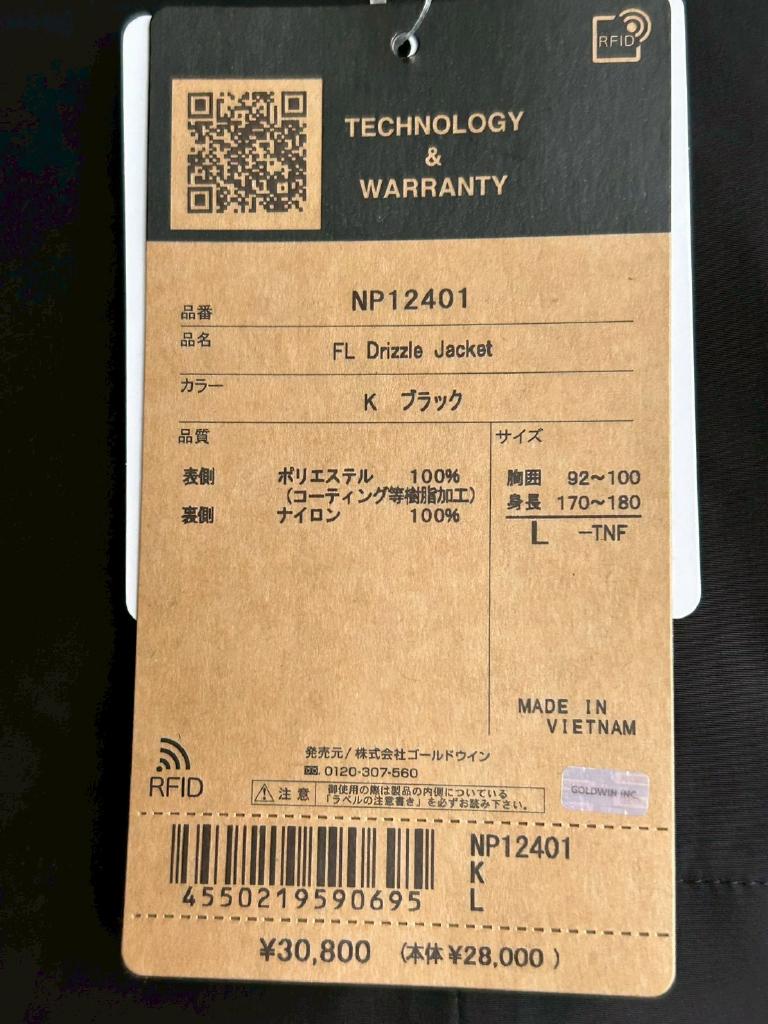 RFID
TECHNOLOGY
&
WARRANTY
品番 NP12401
品名 FL Drizzle Jacket
カラー K ブラック
品質
表側 ポリエステル 100%
(コーティング等樹脂加工)
裏側 ナイロン 100%
サイズ
胸囲 92～100
身長 170～180
L -TNF
MADE IN
VIETNAM
RFID
発売元/株式会社ゴールドウイン
0120-307-560
注意 御使用の際は製品の内側についている
「ラベルの注意書き」を必ずお読み下さい。
GOLDWIN INC.
4550219590695
NP12401
K
L
¥30,800 (本体¥28,000)